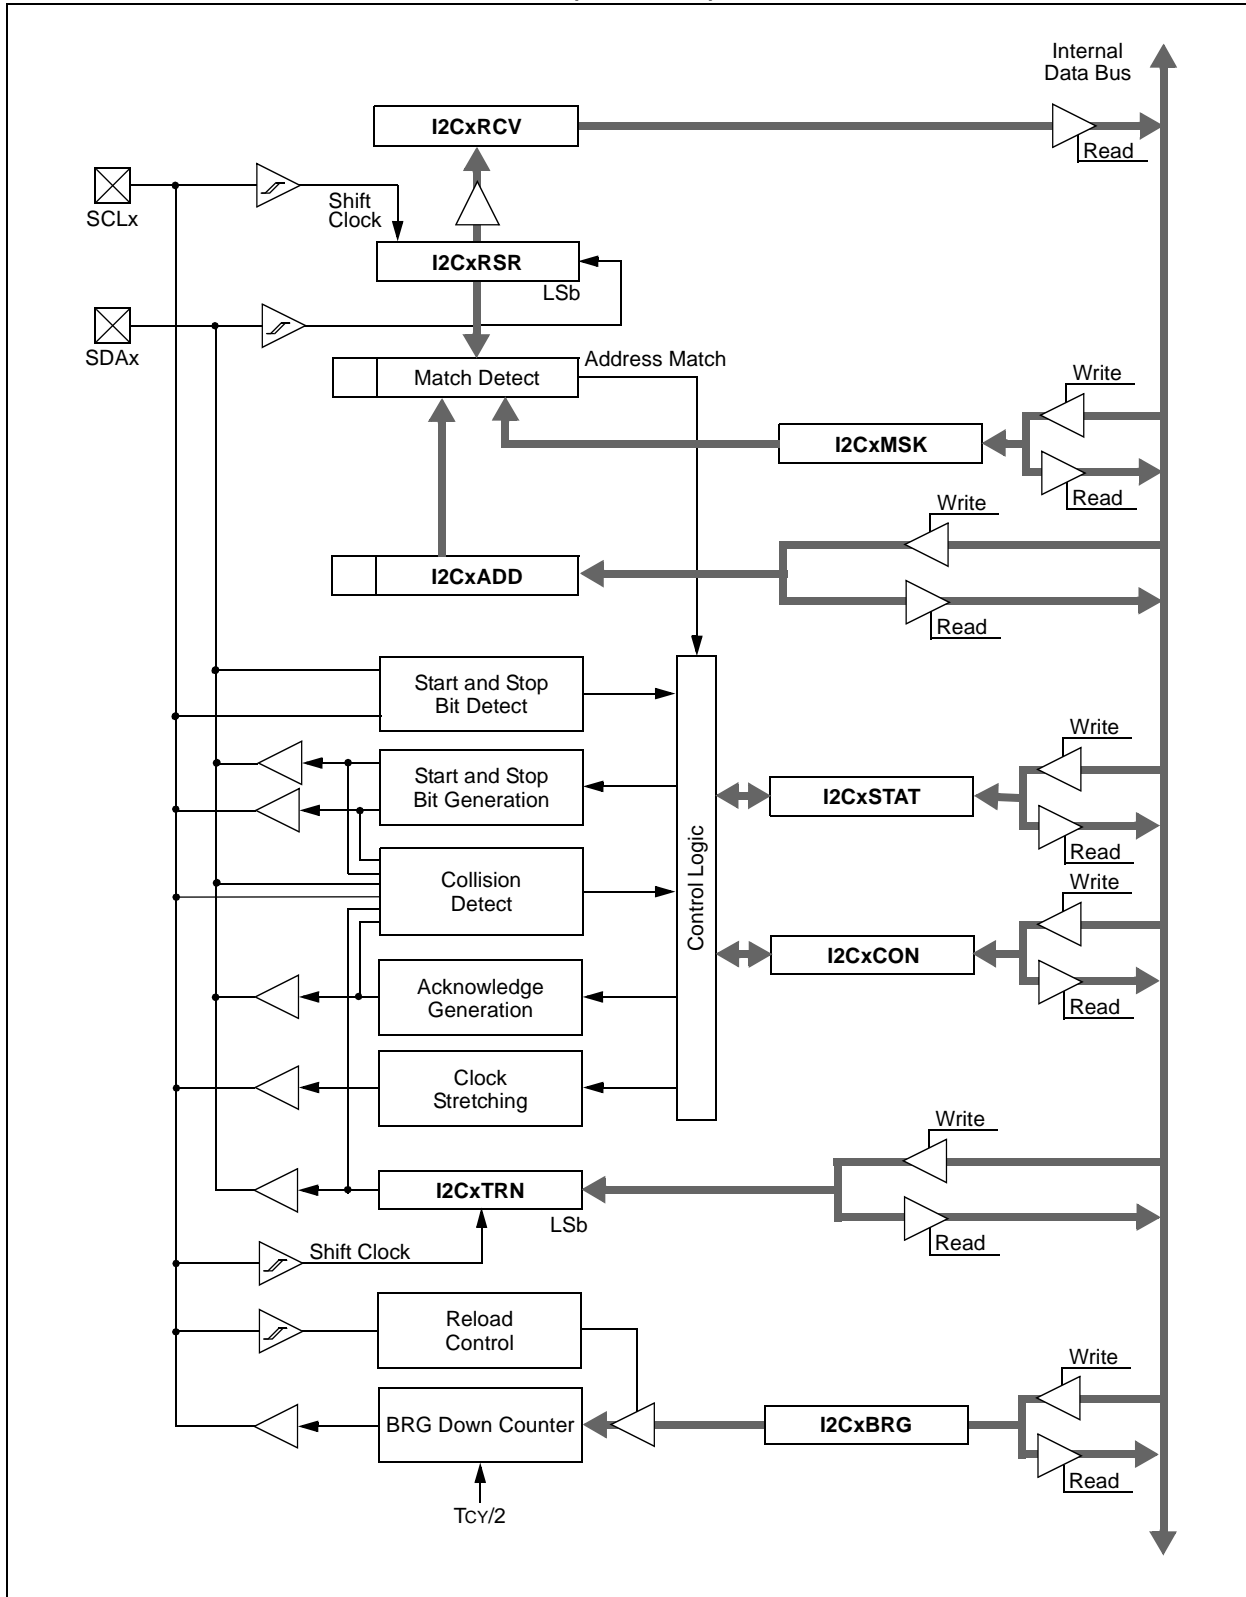 Internal
Data Bus
I2CxRCV
Read
SCLx
Shift
Clock
I2CxRSR
LSb
SDAx
Address Match
Match Detect
Write
I2CxMSK
Read
Write
I2CxADD
Read
Start and Stop
Bit Detect
Write
Start and Stop
Bit Generation
I2CxSTAT
Read
Control Logic
Collision
Detect
Write
I2CxCON
Read
Acknowledge
Generation
Clock
Stretching
Write
I2CxTRN
LSb
Read
Shift Clock
Reload
Control
Write
BRG Down Counter
I2CxBRG
Read
TCY/2